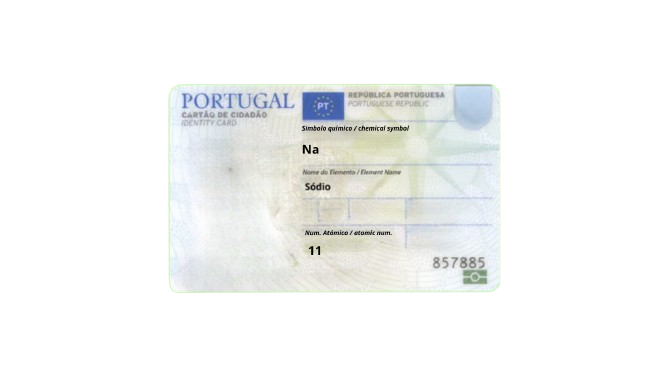 PORTUGAL
CARTÃO DE CIDADÃO
IDENTITY CARD
PT
REPÚBLICA PORTUGUESA
PORTUGUESE REPUBLIC
Símbolo químico / chemical symbol
Na
Nome do Elemento / Element Name
Sódio
Num. Atómico / atomic num.
11
857885